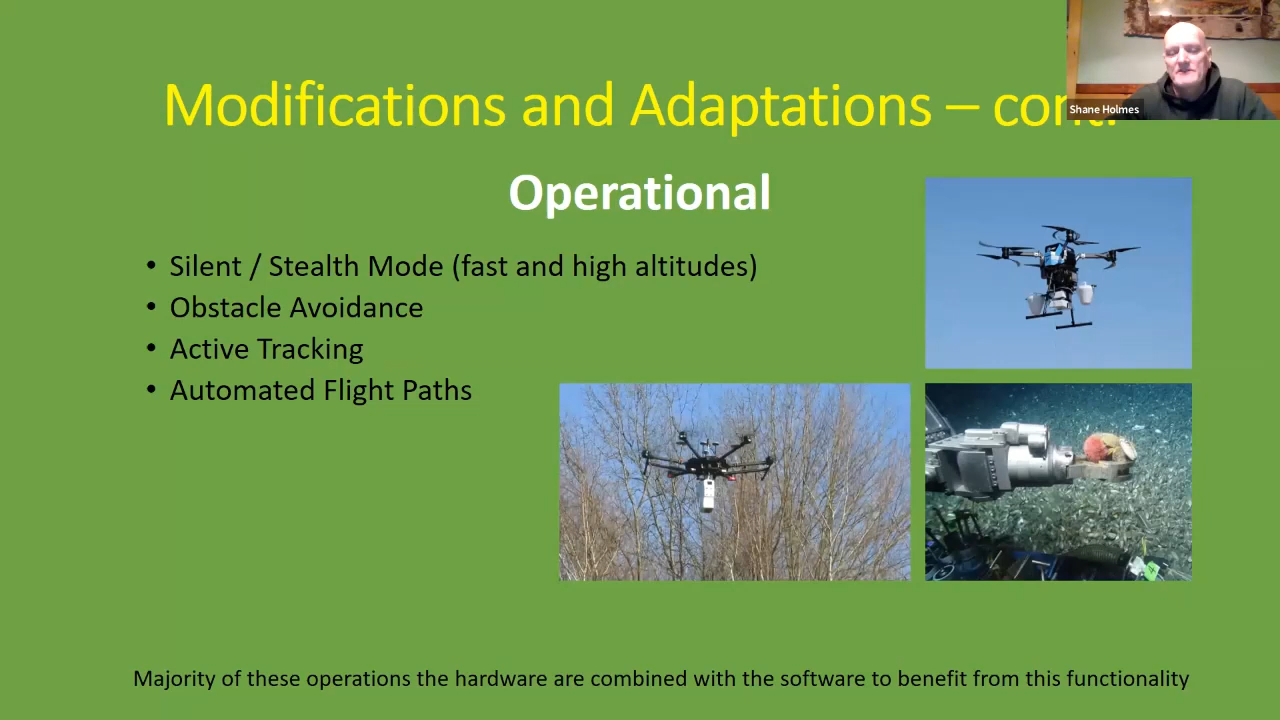 Modifications and Adaptations –
Shane Holmes
Operational
• Silent / Stealth Mode (fast and high altitudes)
• Obstacle Avoidance
• Active Tracking
• Automated Flight Paths
Majority of these operations the hardware are combined with the software to benefit from this functionality